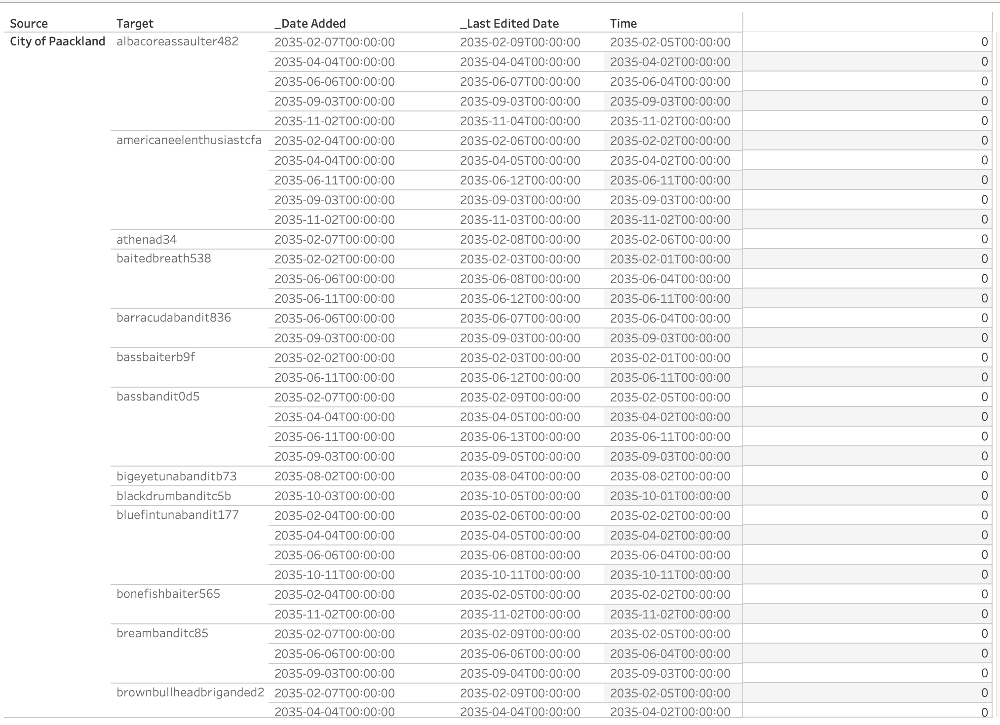 Source Target _Date Added _Last Edited Date Time
City of Paackland albacoreassaulter482 2035-02-07T00:00:00 2035-02-09T00:00:00 2035-02-05T00:00:00 0
2035-04-04T00:00:00 2035-04-04T00:00:00 2035-04-02T00:00:00 0
2035-06-06T00:00:00 2035-06-07T00:00:00 2035-06-04T00:00:00 0
2035-09-03T00:00:00 2035-09-03T00:00:00 2035-09-03T00:00:00 0
2035-11-02T00:00:00 2035-11-04T00:00:00 2035-11-02T00:00:00 0
americaneelenthusiastcfa 2035-02-04T00:00:00 2035-02-06T00:00:00 2035-02-02T00:00:00 0
2035-04-04T00:00:00 2035-04-05T00:00:00 2035-04-02T00:00:00 0
2035-06-11T00:00:00 2035-06-12T00:00:00 2035-06-11T00:00:00 0
2035-09-03T00:00:00 2035-09-03T00:00:00 2035-09-03T00:00:00 0
2035-11-02T00:00:00 2035-11-03T00:00:00 2035-11-02T00:00:00 0
athenad34 2035-02-07T00:00:00 2035-02-08T00:00:00 2035-02-06T00:00:00 0
baitedbreath538 2035-02-02T00:00:00 2035-02-03T00:00:00 2035-02-01T00:00:00 0
2035-06-06T00:00:00 2035-06-08T00:00:00 2035-06-04T00:00:00 0
2035-06-11T00:00:00 2035-06-12T00:00:00 2035-06-11T00:00:00 0
barracudabandit836 2035-06-06T00:00:00 2035-06-07T00:00:00 2035-06-04T00:00:00 0
2035-09-03T00:00:00 2035-09-03T00:00:00 2035-09-03T00:00:00 0
bassbaiterb9f 2035-02-02T00:00:00 2035-02-03T00:00:00 2035-02-01T00:00:00 0
2035-06-11T00:00:00 2035-06-12T00:00:00 2035-06-11T00:00:00 0
bassbandit0d5 2035-02-07T00:00:00 2035-02-09T00:00:00 2035-02-05T00:00:00 0
2035-04-04T00:00:00 2035-04-05T00:00:00 2035-04-02T00:00:00 0
2035-06-11T00:00:00 2035-06-13T00:00:00 2035-06-11T00:00:00 0
2035-09-03T00:00:00 2035-09-05T00:00:00 2035-09-03T00:00:00 0
bigeyetunabanditb73 2035-08-02T00:00:00 2035-08-04T00:00:00 2035-08-02T00:00:00 0
blackdrumbanditc5b 2035-10-03T00:00:00 2035-10-05T00:00:00 2035-10-01T00:00:00 0
bluefintunabandit177 2035-02-04T00:00:00 2035-02-06T00:00:00 2035-02-02T00:00:00 0
2035-04-04T00:00:00 2035-04-05T00:00:00 2035-04-02T00:00:00 0
2035-06-06T00:00:00 2035-06-08T00:00:00 2035-06-04T00:00:00 0
2035-10-11T00:00:00 2035-10-11T00:00:00 2035-10-11T00:00:00 0
bonefishbaiter565 2035-02-04T00:00:00 2035-02-05T00:00:00 2035-02-02T00:00:00 0
2035-11-02T00:00:00 2035-11-02T00:00:00 2035-11-02T00:00:00 0
breambanditc85 2035-02-07T00:00:00 2035-02-09T00:00:00 2035-02-05T00:00:00 0
2035-06-06T00:00:00 2035-06-06T00:00:00 2035-06-04T00:00:00 0
2035-09-03T00:00:00 2035-09-04T00:00:00 2035-09-03T00:00:00 0
brownbullheadbriganded2 2035-02-07T00:00:00 2035-02-09T00:00:00 2035-02-05T00:00:00 0
2035-04-04T00:00:00 2035-04-04T00:00:00 2035-04-02T00:00:00 0